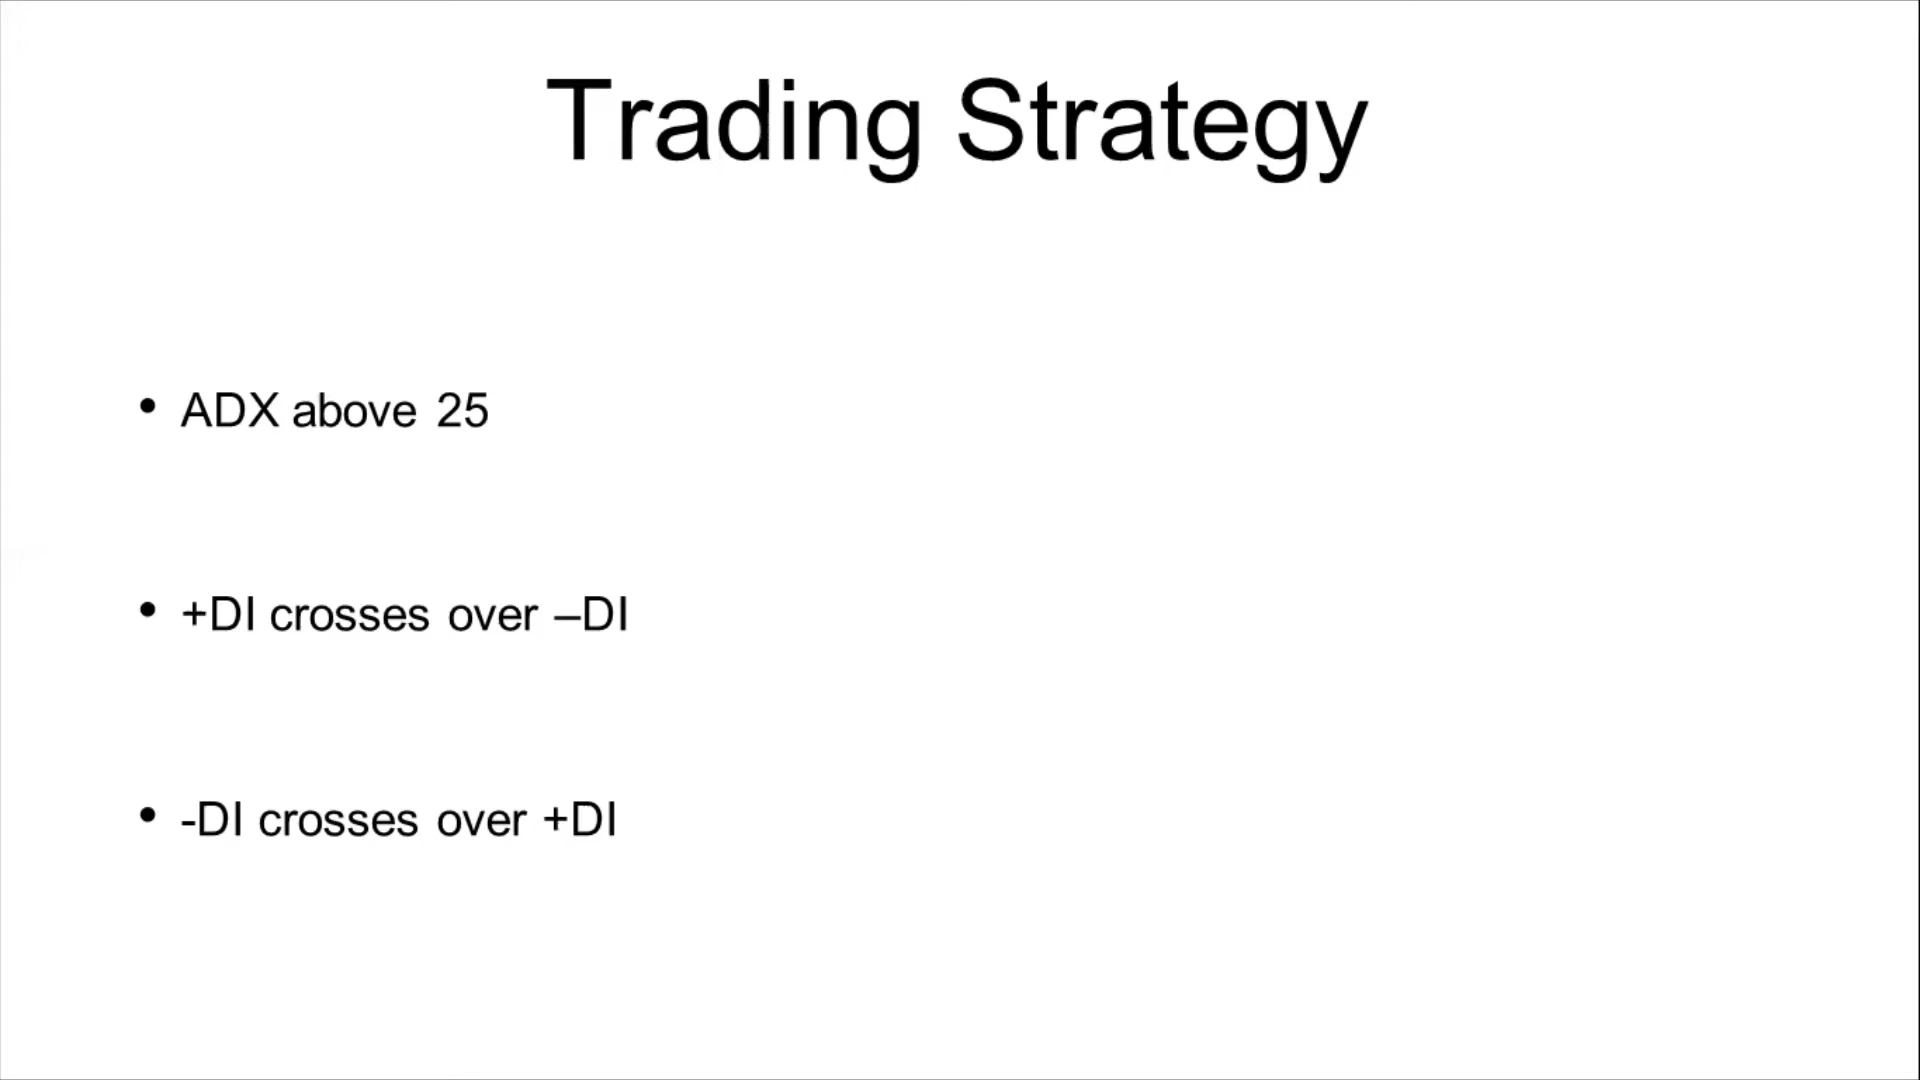 Trading Strategy
• ADX above 25
• +DI crosses over –DI
• -DI crosses over +DI